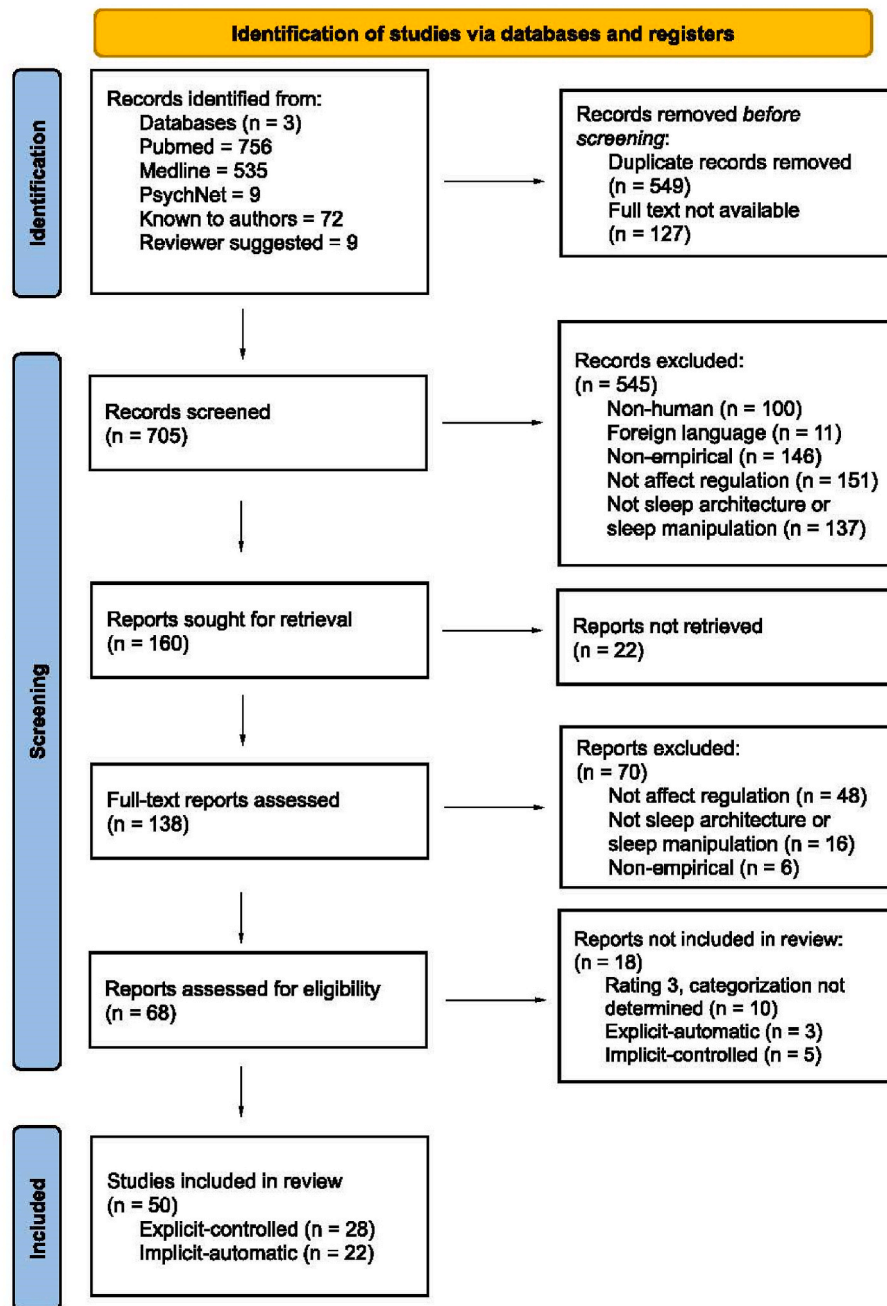 Identification of studies via databases and registers
Identification
Records identified from:
Databases (n = 3)
Pubmed = 756
Medline = 535
PsychNet = 9
Known to authors = 72
Reviewer suggested = 9
Records removed before
screening:
Duplicate records removed
(n = 549)
Full text not available
(n = 127)
Screening
Records screened
(n = 705)
Records excluded:
(n = 545)
Non-human (n = 100)
Foreign language (n = 11)
Non-empirical (n = 146)
Not affect regulation (n = 151)
Not sleep architecture or
sleep manipulation (n = 137)
Reports sought for retrieval
(n = 160)
Reports not retrieved
(n = 22)
Full-text reports assessed
(n = 138)
Reports excluded:
(n = 70)
Not affect regulation (n = 48)
Not sleep architecture or
sleep manipulation (n = 16)
Non-empirical (n = 6)
Reports assessed for eligibility
(n = 68)
Reports not included in review:
(n = 18)
Rating 3, categorization not
determined (n = 10)
Explicit-automatic (n = 3)
Implicit-controlled (n = 5)
Included
Studies included in review
(n = 50)
Explicit-controlled (n = 28)
Implicit-automatic (n = 22)